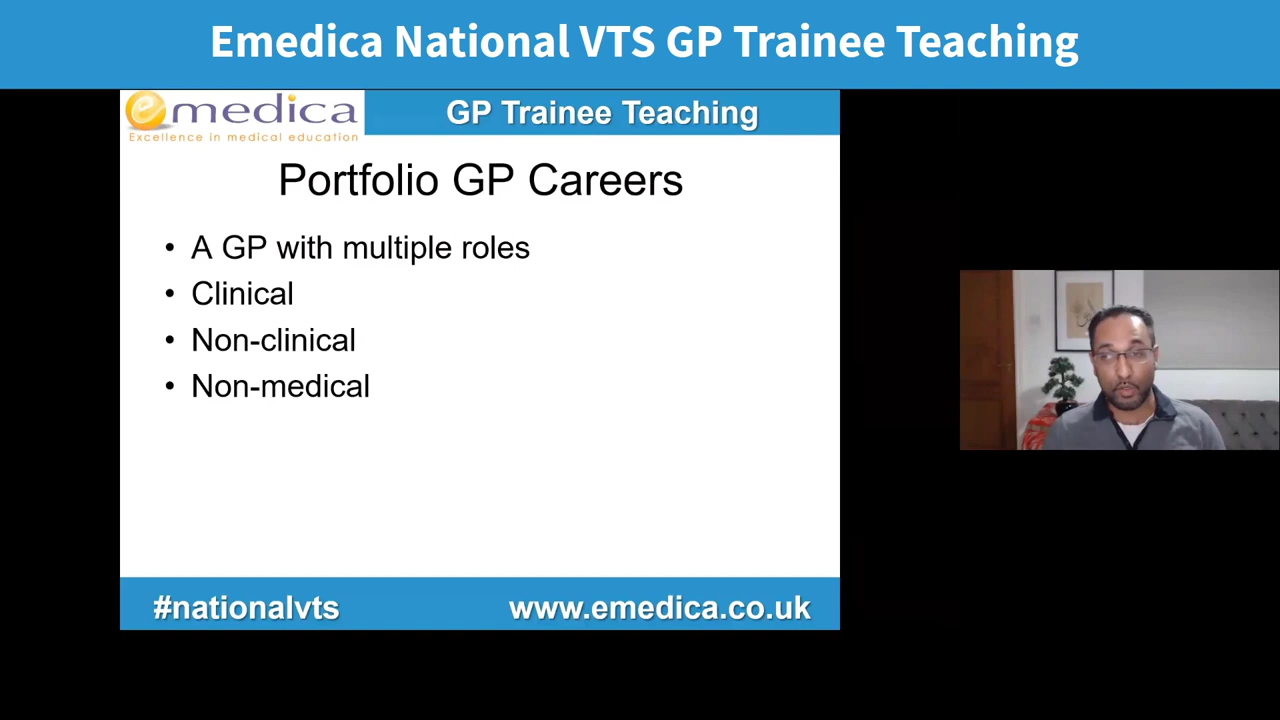 Emedica National VTS GP Trainee Teaching
emedica
Excellence in medical education
GP Trainee Teaching
Portfolio GP Careers
• A GP with multiple roles
• Clinical
• Non-clinical
• Non-medical
#nationalvts
www.emedica.co.uk